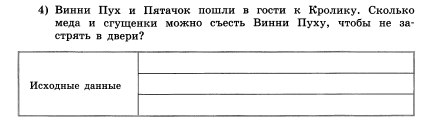 4) Винни Пух и Пятачок пошли в гости к Кролику. Сколько
меда и сгущенки можно съесть Винни Пуху, чтобы не за-
стрять в двери?
Исходные данные